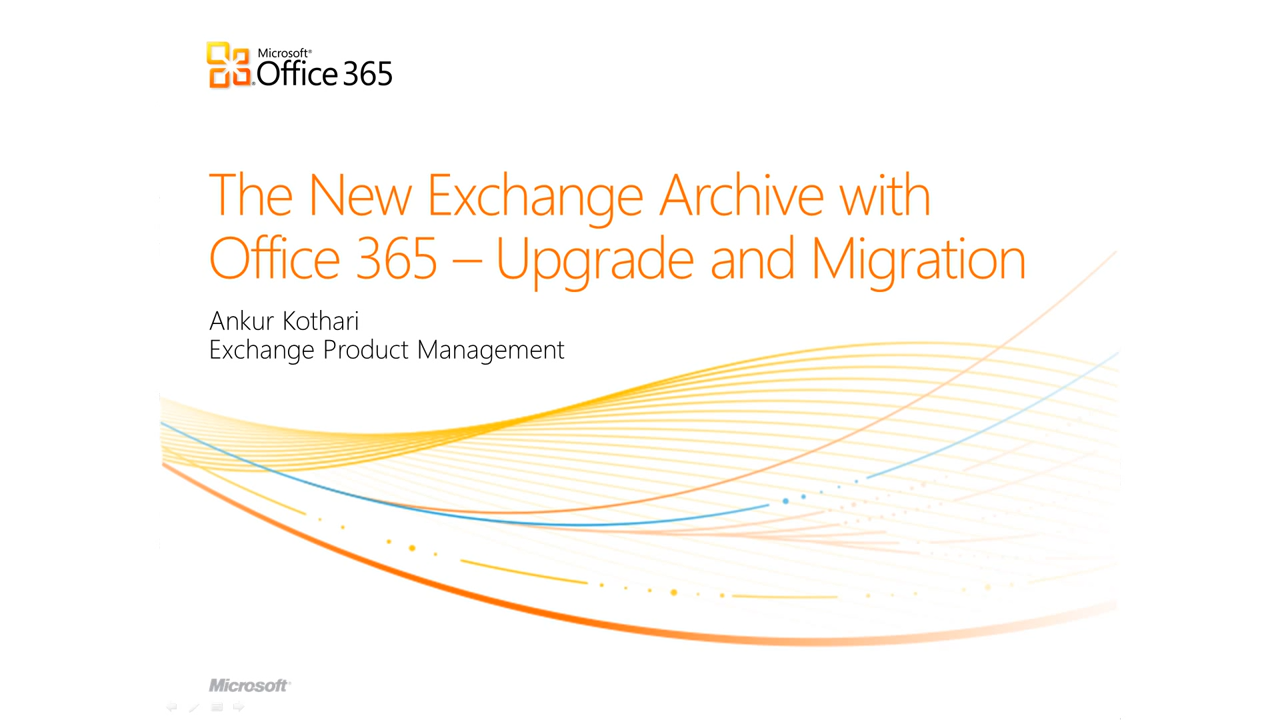 Microsoft®
Office 365
The New Exchange Archive with
Office 365 – Upgrade and Migration
Ankur Kothari
Exchange Product Management
Microsoft®